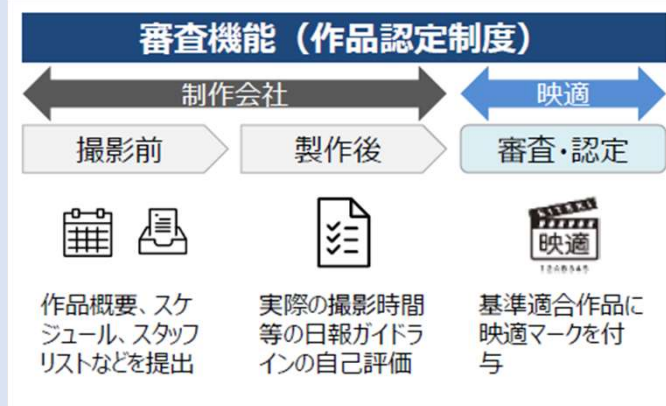 審査機能（作品認定制度）
制作会社
映適
撮影前
製作後
審査・認定
映適
作品概要、スケ
ジュール、スタッフ
リストなどを提出
実際の撮影時間
等の日報ガイドラ
インの自己評価
基準適合作品に
映適マークを付
与